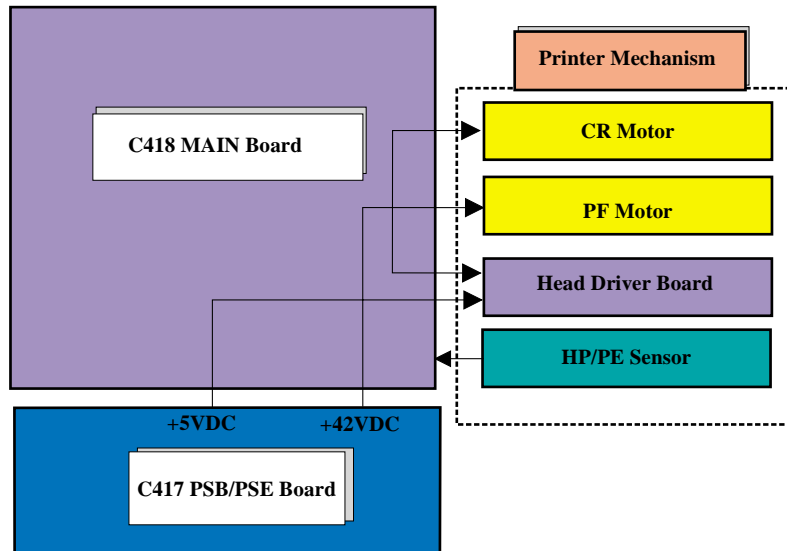 Printer Mechanism
C418 MAIN Board
CR Motor
PF Motor
Head Driver Board
HP/PE Sensor
+5VDC
+42VDC
C417 PSB/PSE Board